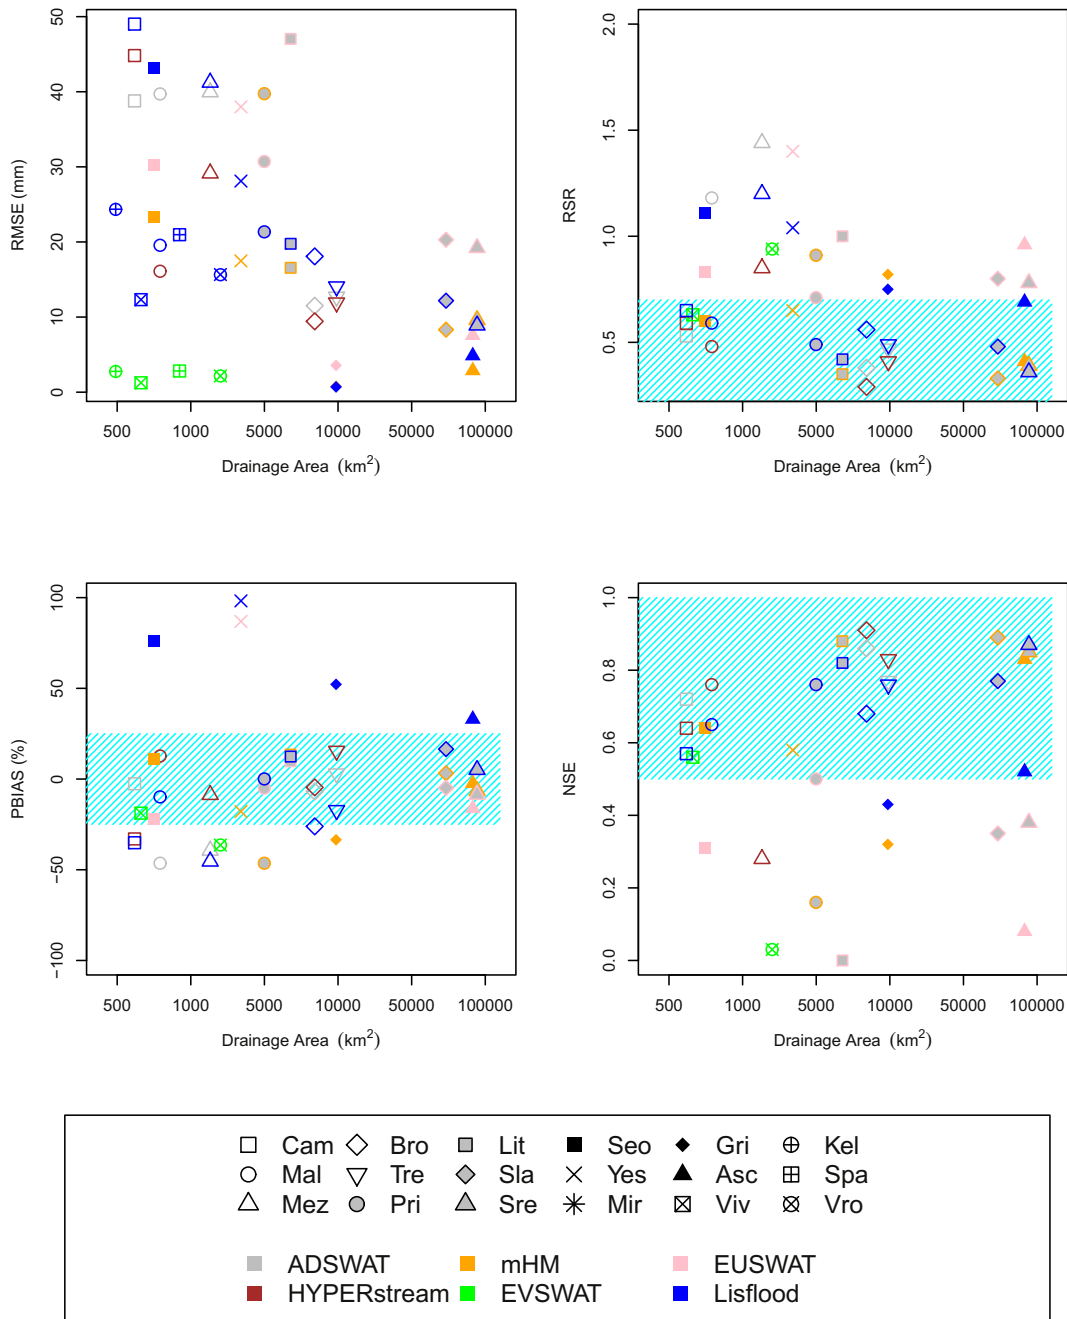 50
40
30
20
10
0
RMSE (mm)
500 1000 5000 10000 50000 100000
Drainage Area (km²)
2.0
1.5
1.0
0.5
RSR
500 1000 5000 10000 50000 100000
Drainage Area (km²)
100
50
0
−50
−100
PBIAS (%)
500 1000 5000 10000 50000 100000
Drainage Area (km²)
1.0
0.8
0.6
0.4
0.2
0.0
NSE
500 1000 5000 10000 50000 100000
Drainage Area (km²)
Cam Bro Lit Seo Gri Kel
Mal Tre Sla Yes Asc Spa
Mez Pri Sre Mir Viv Vro
ADSWAT mHM EUSWAT
HYPERstream EVSWAT Lisflood